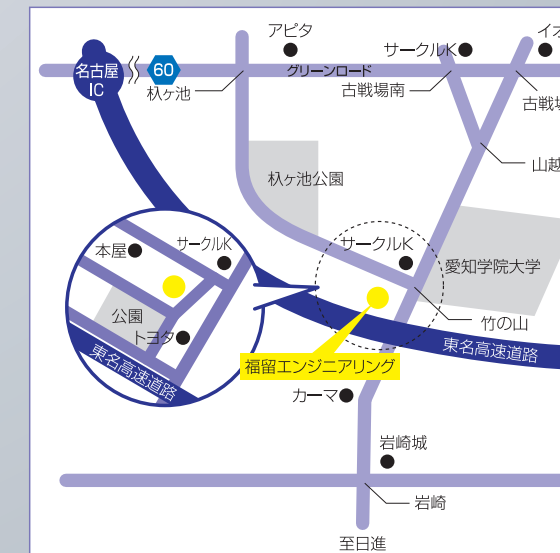 アピタ
イオ
サークルK
名古屋
IC
60
グリーンロード
杁ヶ池
古戦場南
古戦場
山越
杁ヶ池公園
本屋
サークルK
サークルK
愛知学院大学
公園
トヨタ
竹の山
東名高速道路
東名高速道路
福留エンジニアリング
カーマ
岩崎城
岩崎
至日進